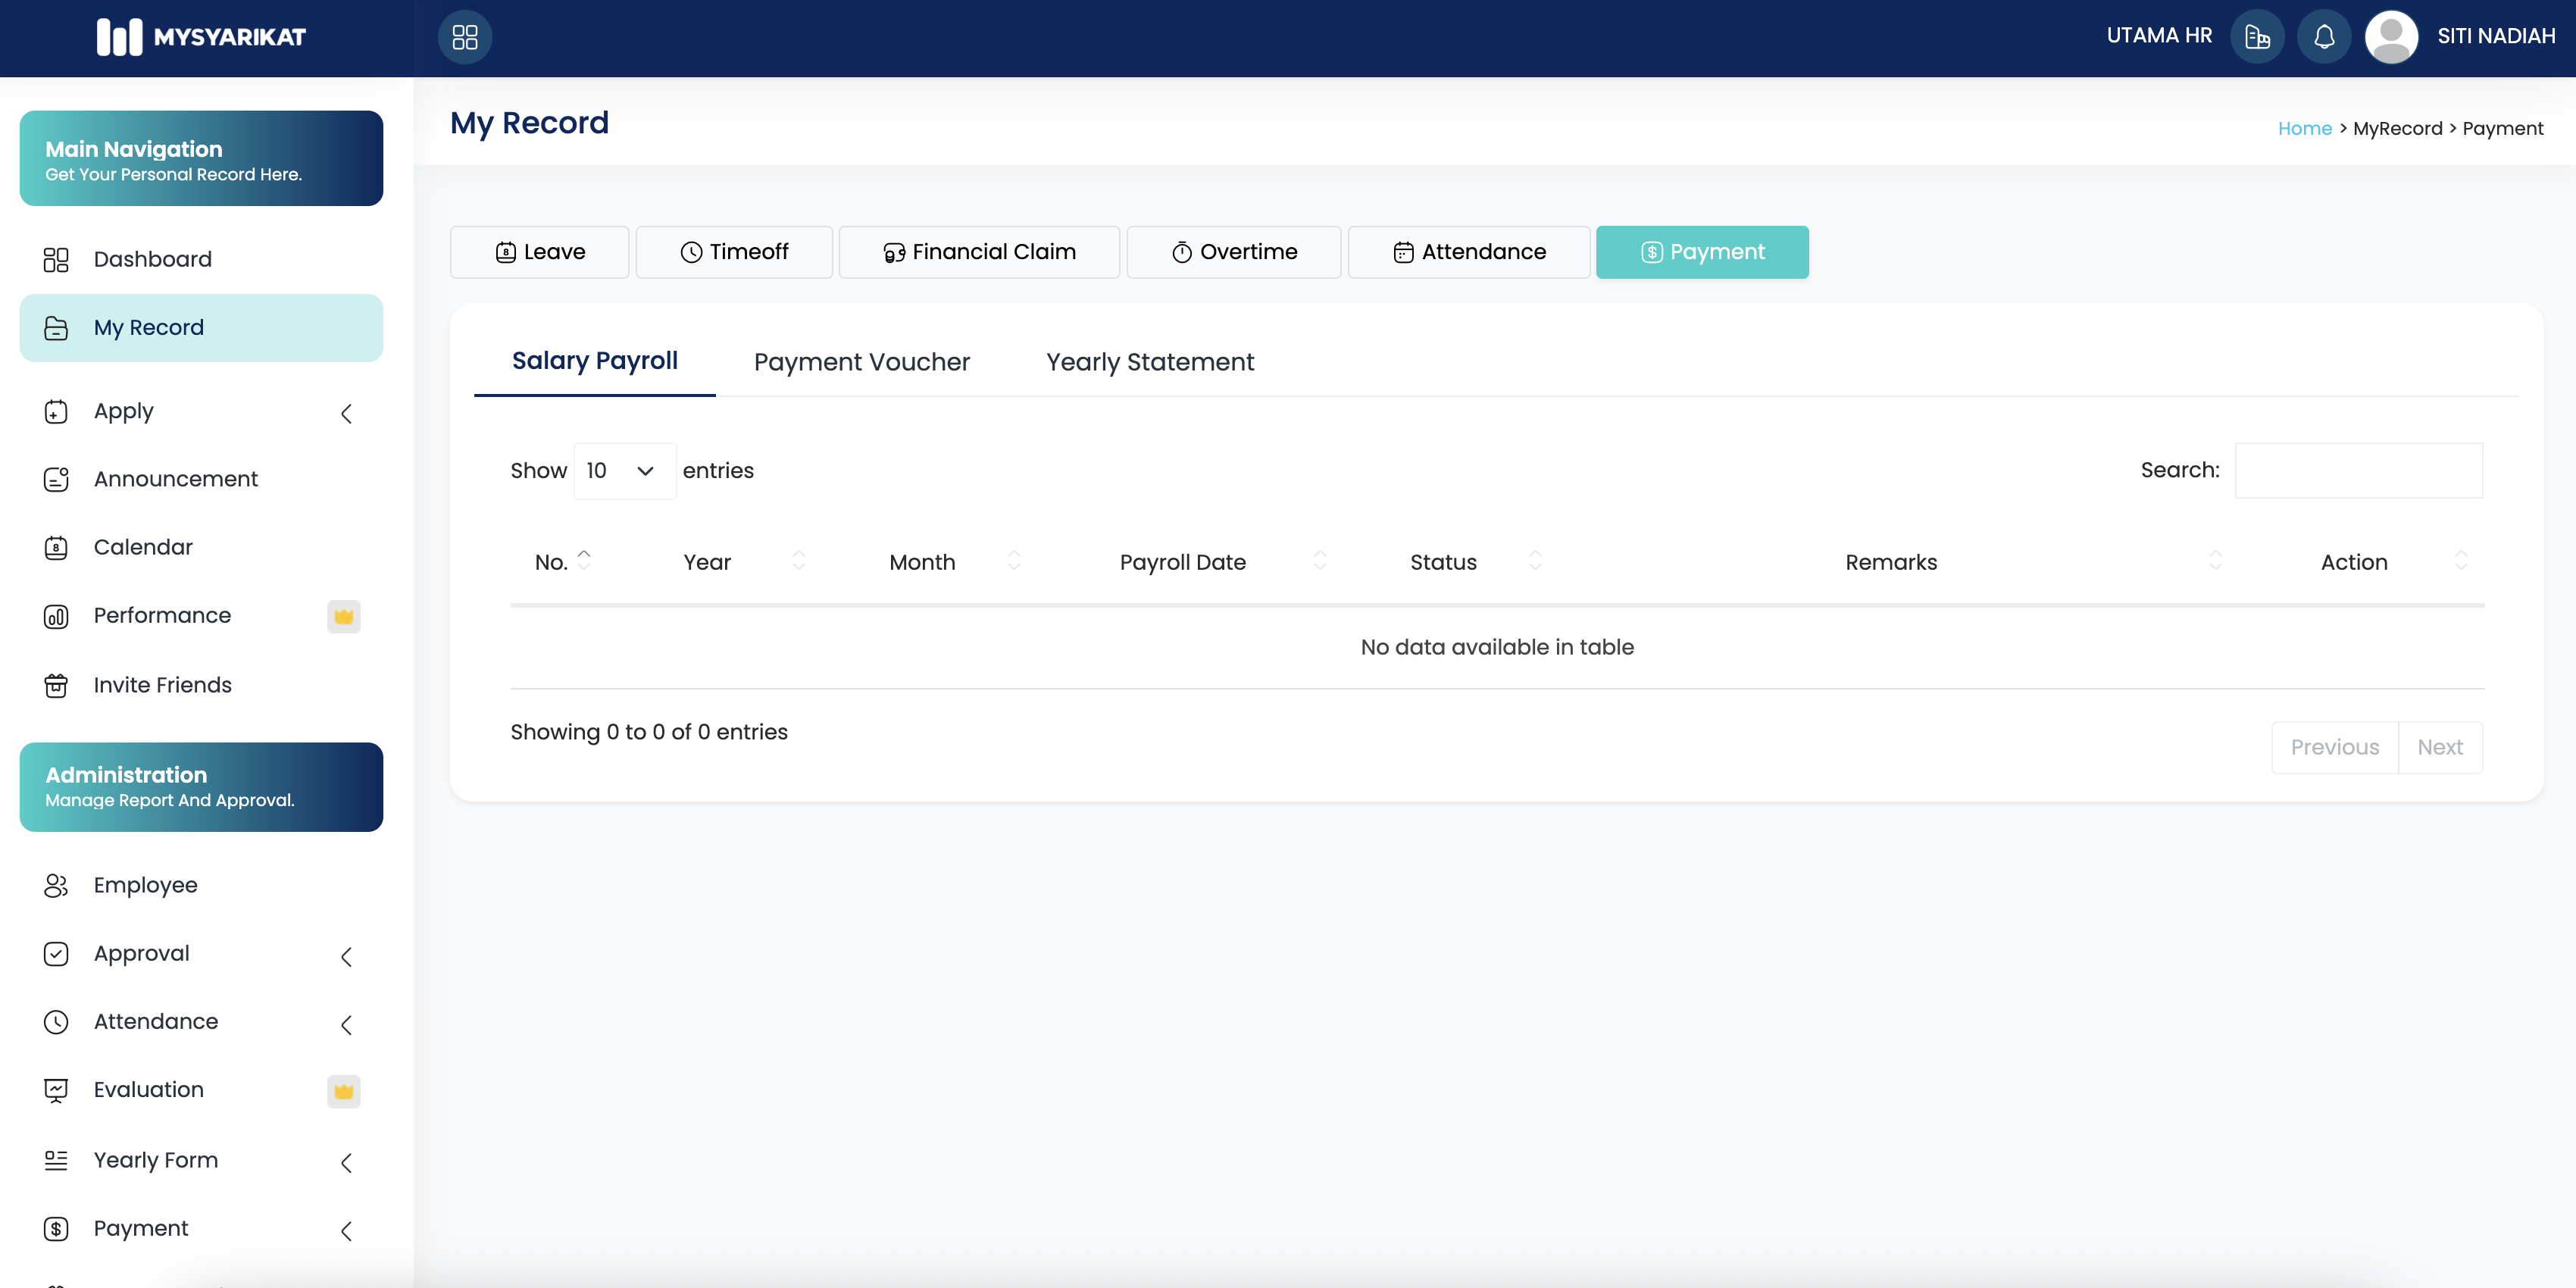 MYSYARIKAT
UTAMA HR
SITI NADIAH
Main Navigation
Get Your Personal Record Here.
Dashboard
My Record
Apply
Announcement
Calendar
Performance
Invite Friends
Administration
Manage Report And Approval.
Employee
Approval
Attendance
Evaluation
Yearly Form
Payment
My Record
Home > MyRecord > Payment
Leave Timeoff Financial Claim Overtime Attendance Payment
Salary Payroll Payment Voucher Yearly Statement
Show 10 entries Search:
No. Year Month Payroll Date Status Remarks Action
No data available in table
Showing 0 to 0 of 0 entries
Previous Next